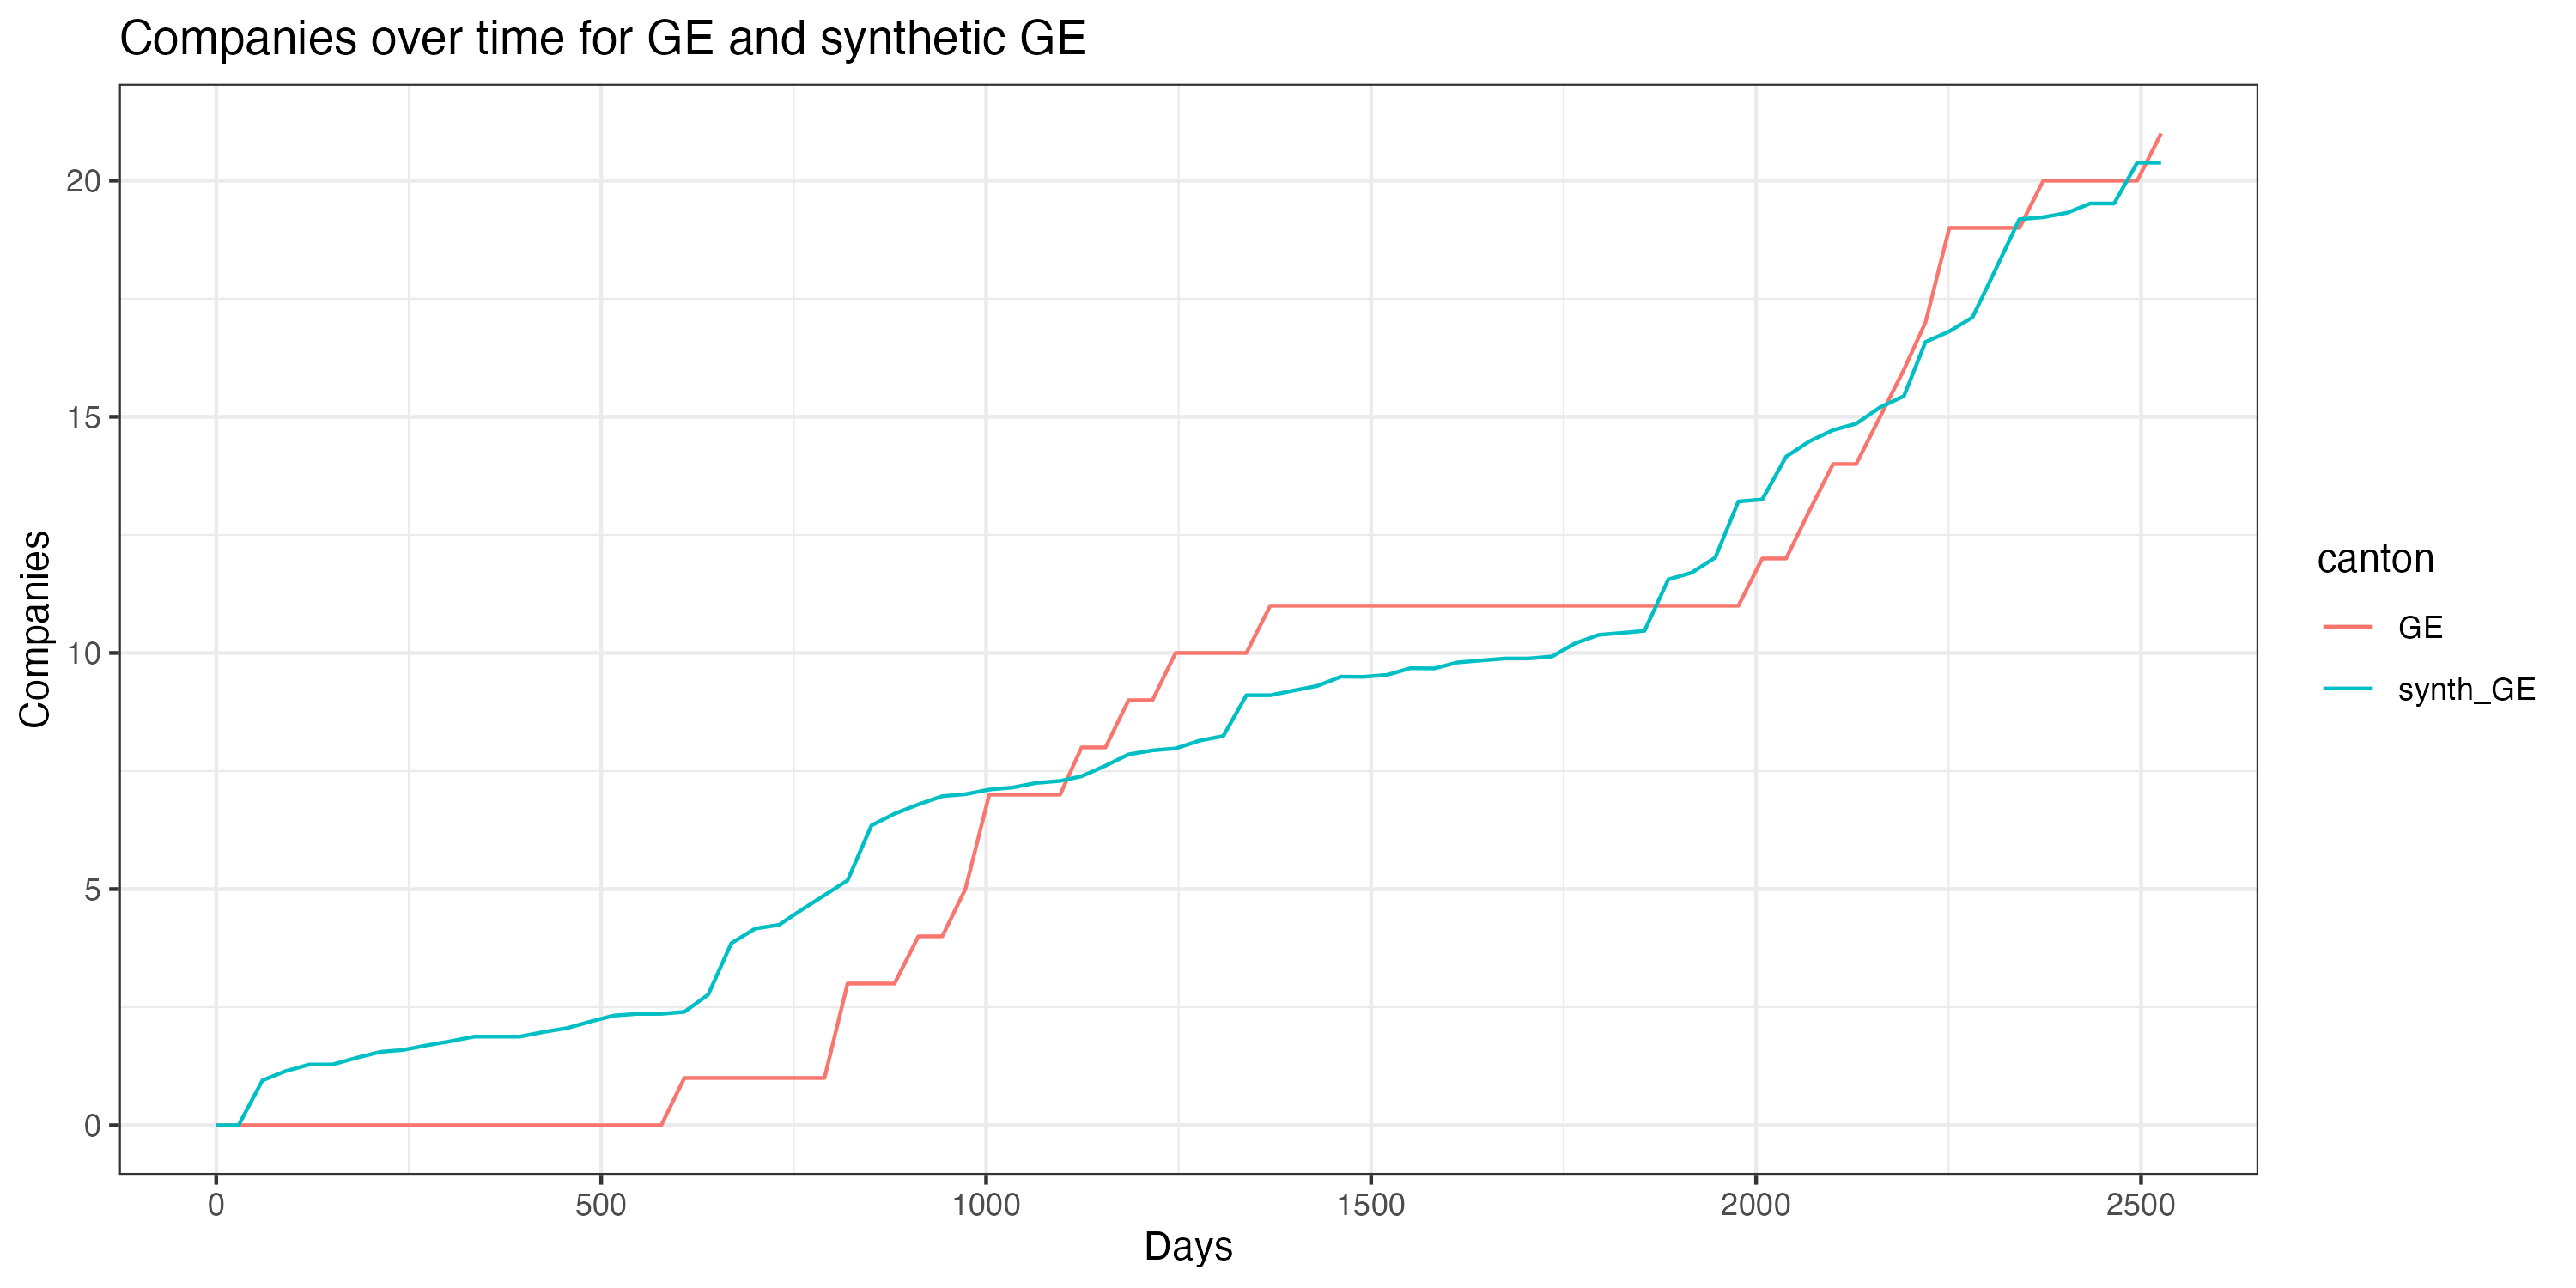 Companies over time for GE and synthetic GE
Companies
20
15
10
5
0
0 500 1000 1500 2000 2500
Days
canton
GE
synth_GE